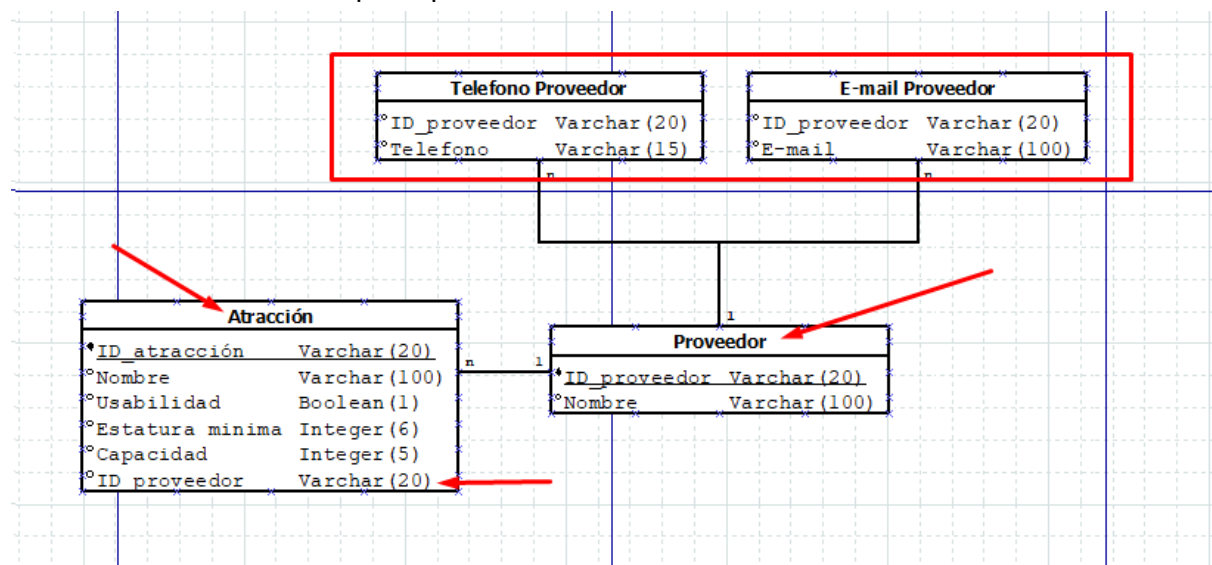 Telefono Proveedor
ID_proveedor Varchar(20)
Telefono Varchar(15)
E-mail Proveedor
ID_proveedor Varchar(20)
E-mail Varchar(100)
n
n
1
Atracción
ID_atracción Varchar(20)
Nombre Varchar(100)
Usabilidad Boolean(1)
Estatura minima Integer(6)
Capacidad Integer(5)
ID proveedor Varchar(20)
n 1
Proveedor
ID_proveedor Varchar(20)
Nombre Varchar(100)